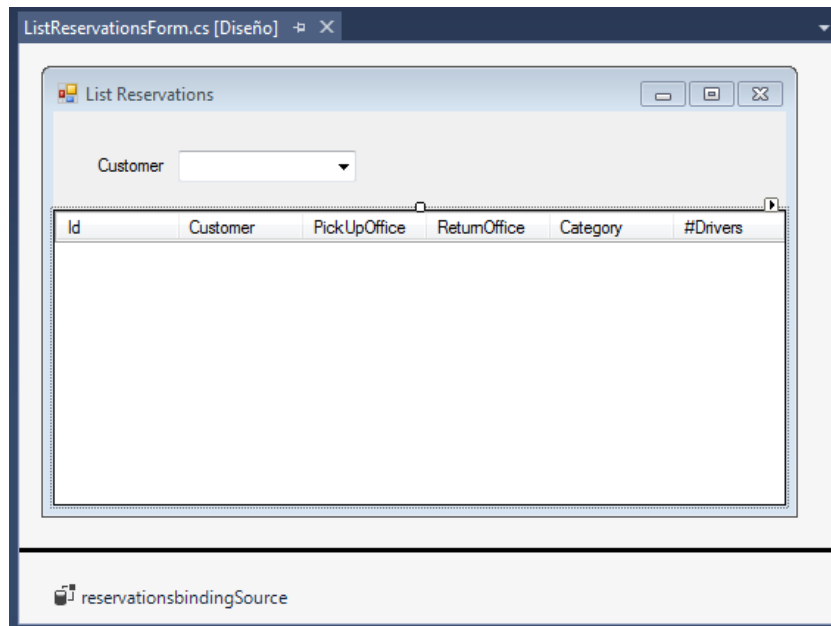 ListReservationsForm.cs [Diseño]
List Reservations
Customer
Id Customer PickUpOffice ReturnOffice Category #Drivers
reservationsbindingSource